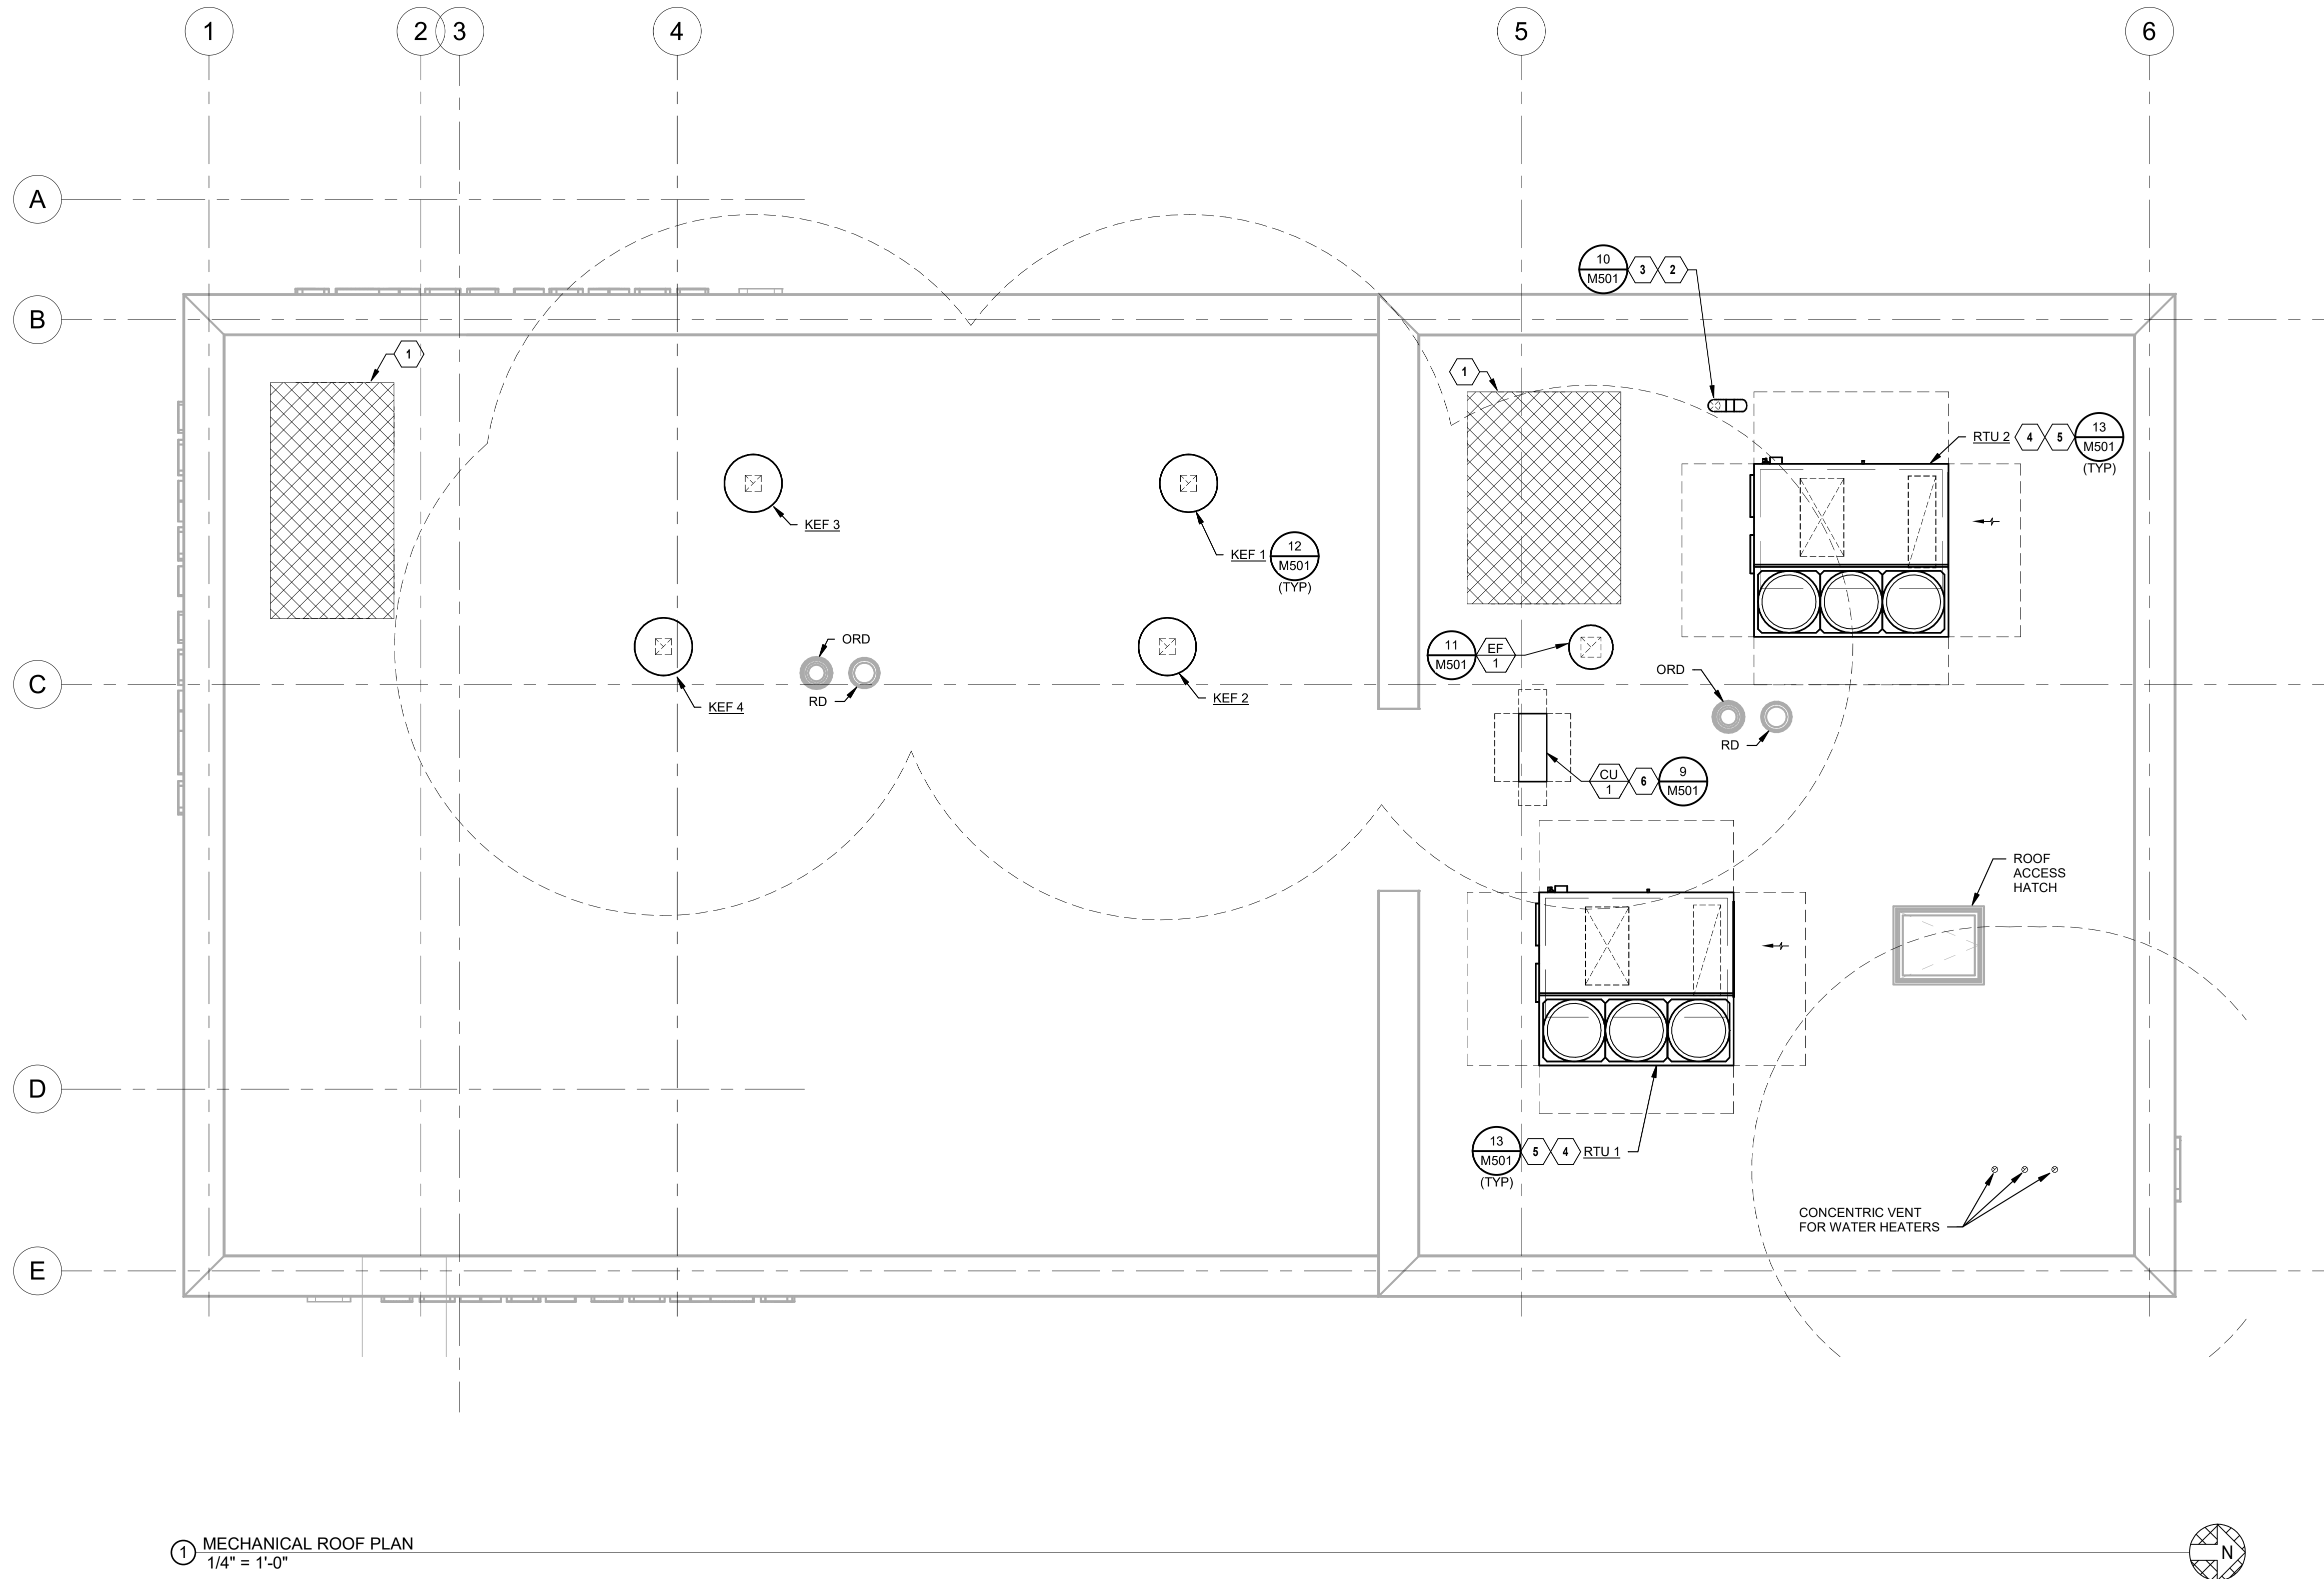 1
2
3
4
5
6
A
B
C
D
E
10
M501
3
2
1
1
RTU 2
4
5
13
M501
(TYP)
KEF 3
KEF 1
12
M501
(TYP)
ORD
RD
KEF 4
KEF 2
11
M501
EF
1
ORD
RD
CU
1
6
9
M501
ROOF
ACCESS
HATCH
13
M501
(TYP)
5
4
RTU 1
CONCENTRIC VENT
FOR WATER HEATERS
1
MECHANICAL ROOF PLAN
1/4" = 1'-0"
N